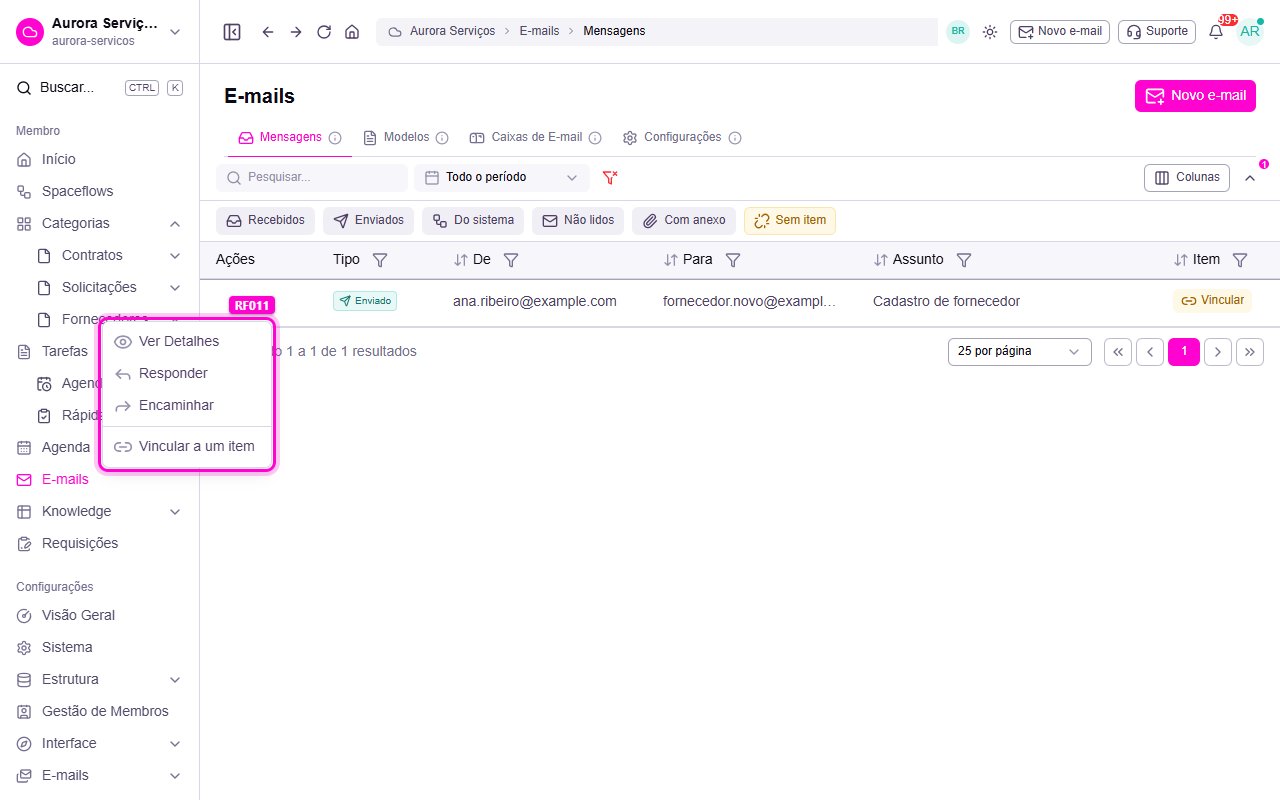 Aurora Serviç...
aurora-servicos
Aurora Serviços
E-mails
Mensagens
BR
Novo e-mail
Suporte
99+
AR
Buscar...
CTRL
K
Membro
Início
Spaceflows
Categorias
Contratos
Solicitações
Tarefas
Agenda
E-mails
Knowledge
Requisições
Configurações
Visão Geral
Sistema
Estrutura
Gestão de Membros
Interface
E-mails
E-mails
Novo e-mail
Mensagens
Modelos
Caixas de E-mail
Configurações
Pesquisar...
Todo o período
Colunas
1
Recebidos
Enviados
Do sistema
Não lidos
Com anexo
Sem item
Ações
Tipo
De
Para
Assunto
Item
Enviado
ana.ribeiro@example.com
fornecedor.novo@exampl...
Cadastro de fornecedor
Vincular
RF011
Ver Detalhes
Responder
Encaminhar
Vincular a um item
1 a 1 de 1 resultados
25 por página
1